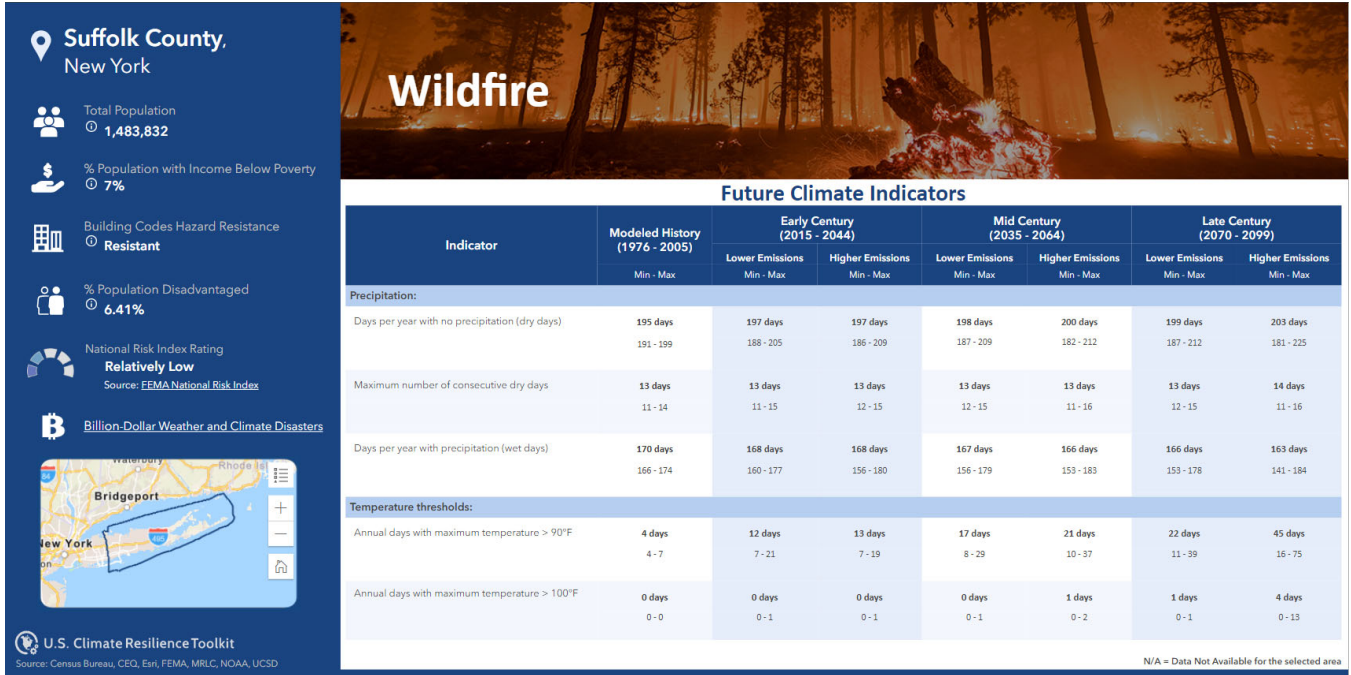 Suffolk County,
New York
Total Population
1,483,832
% Population with Income Below Poverty
7%
Building Codes Hazard Resistance
Resistant
% Population Disadvantaged
6.41%
National Risk Index Rating
Relatively Low
Source: FEMA National Risk Index
Billion-Dollar Weather and Climate Disasters
Waterbury
Rhode Is
84
Bridgeport
495
New York
U.S. Climate Resilience Toolkit
Source: Census Bureau, CEQ, Esri, FEMA, MRLC, NOAA, UCSD
Wildfire
Future Climate Indicators
Indicator
Modeled History
(1976 - 2005)
Early Century
(2015 - 2044)
Mid Century
(2035 - 2064)
Late Century
(2070 - 2099)
Lower Emissions Higher Emissions Lower Emissions Higher Emissions Lower Emissions Higher Emissions
Min - Max Min - Max Min - Max Min - Max Min - Max Min - Max Min - Max
Precipitation:
Days per year with no precipitation (dry days) 195 days 197 days 197 days 198 days 200 days 199 days 203 days
191 - 199 188 - 205 186 - 209 187 - 209 182 - 212 187 - 212 181 - 225
Maximum number of consecutive dry days 13 days 13 days 13 days 13 days 13 days 13 days 14 days
11 - 14 11 - 15 12 - 15 12 - 15 11 - 16 12 - 15 11 - 16
Days per year with precipitation (wet days) 170 days 168 days 168 days 167 days 166 days 166 days 163 days
166 - 174 160 - 177 156 - 180 156 - 179 153 - 183 153 - 178 141 - 184
Temperature thresholds:
Annual days with maximum temperature > 90°F 4 days 12 days 13 days 17 days 21 days 22 days 45 days
4 - 7 7 - 21 7 - 19 8 - 29 10 - 37 11 - 39 16 - 75
Annual days with maximum temperature > 100°F 0 days 0 days 0 days 0 days 1 days 1 days 4 days
0 - 0 0 - 1 0 - 1 0 - 1 0 - 2 0 - 1 0 - 13
N/A = Data Not Available for the selected area